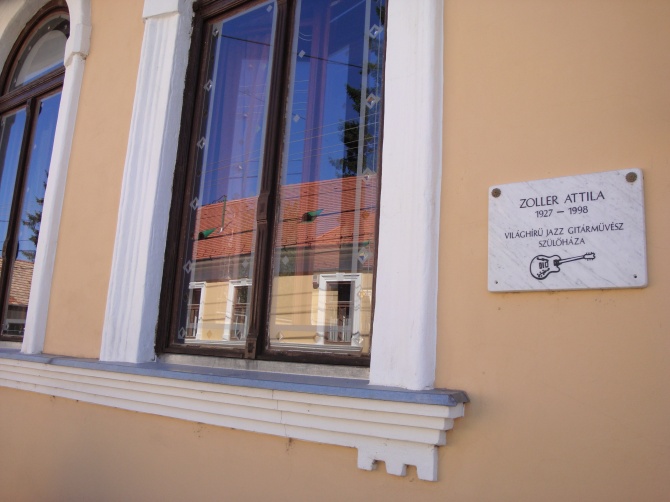 ZOLLER ATTILA
1927 – 1998
VILÁGHÍRŰ JAZZ GITÁRMŰVÉSZ
SZÜLŐHÁZA